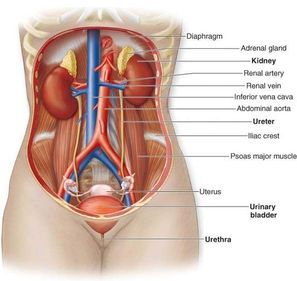 Diaphragm
Adrenal gland
Kidney
Renal artery
Renal vein
Inferior vena cava
Abdominal aorta
Ureter
Iliac crest
Psoas major muscle
Uterus
Urinary
bladder
Urethra